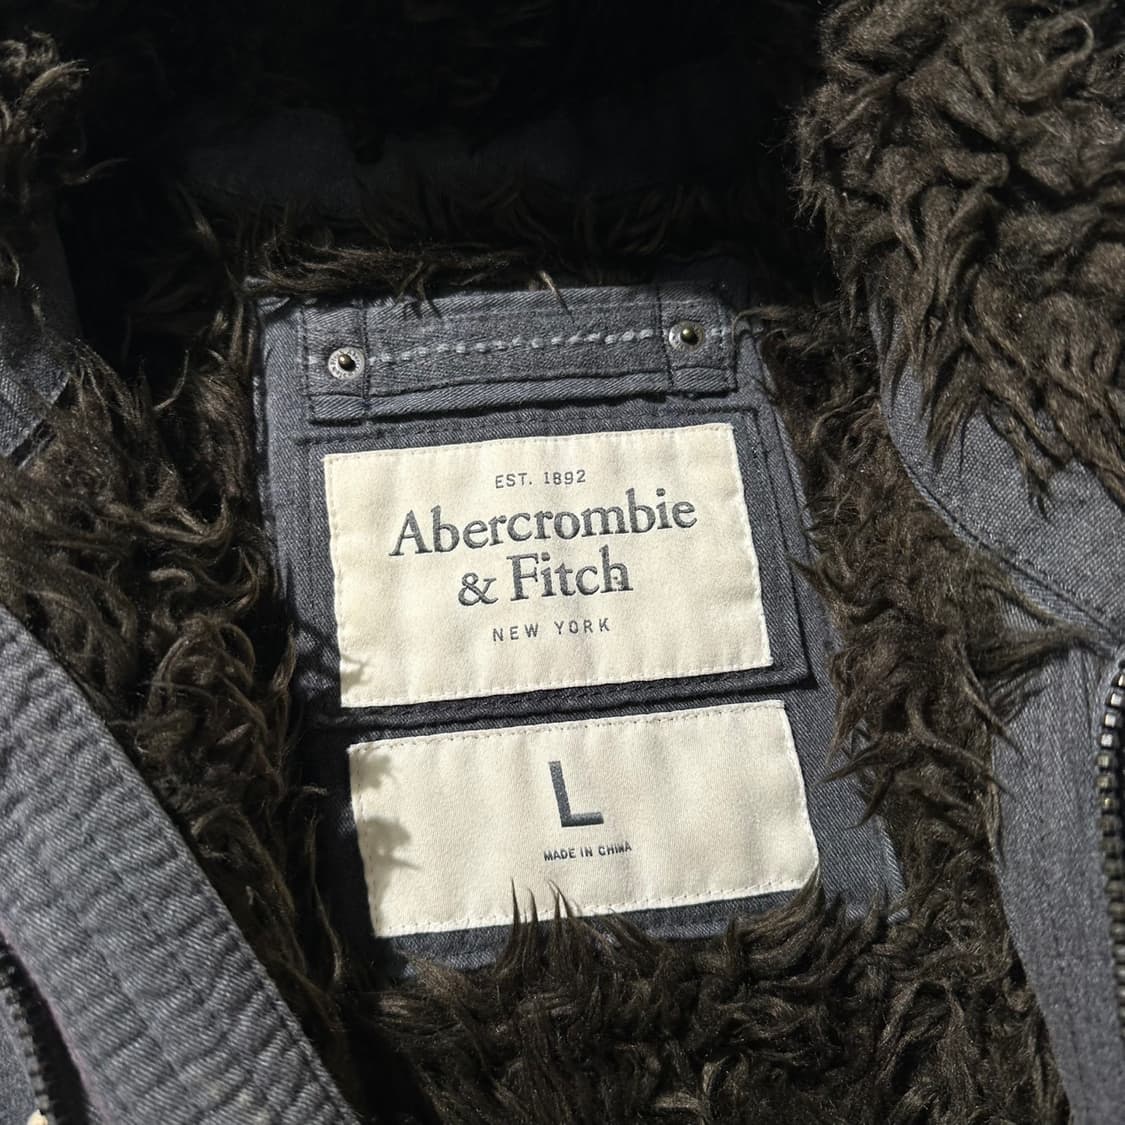 EST. 1892
Abercrombie
& Fitch
NEW YORK
L
MADE IN CHINA